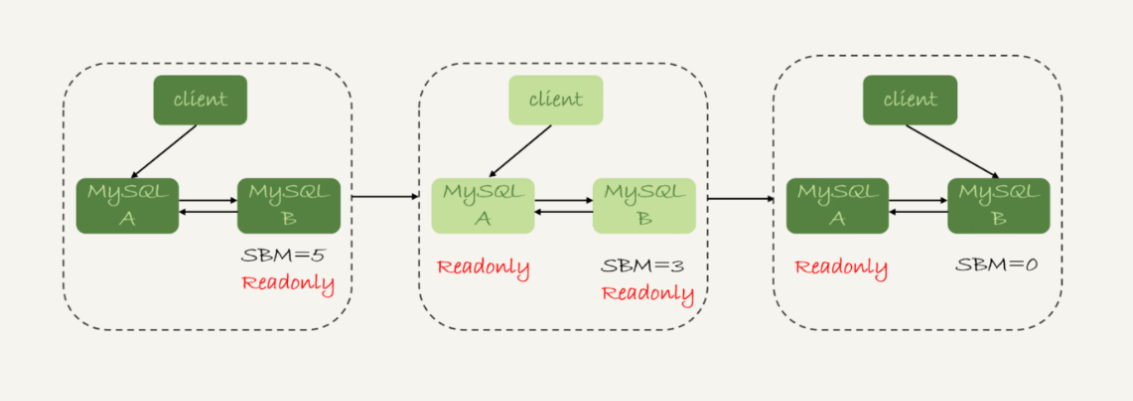 client
MySQL
A
MySQL
B
SBM=5
Readonly
client
MySQL
A
MySQL
B
Readonly
SBM=3
Readonly
client
MySQL
A
MySQL
B
Readonly
SBM=0